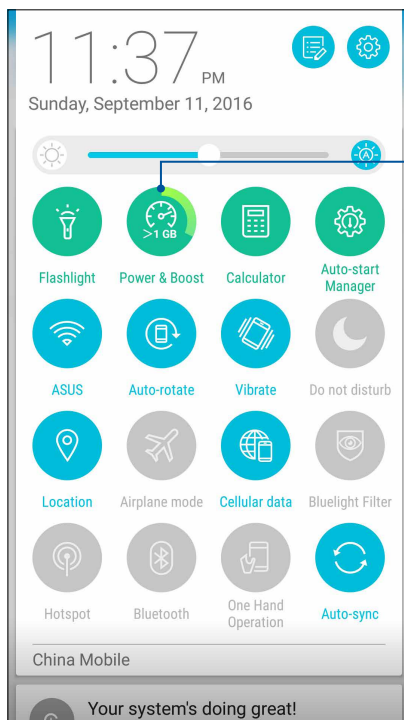 11:37 PM
Sunday, September 11, 2016
A
>1 GB
Flashlight Power & Boost Calculator Auto-start
Manager
ASUS Auto-rotate Vibrate Do not disturb
Location Airplane mode Cellular data Bluelight Filter
Hotspot Bluetooth One Hand
Operation Auto-sync
China Mobile
Your system's doing great!